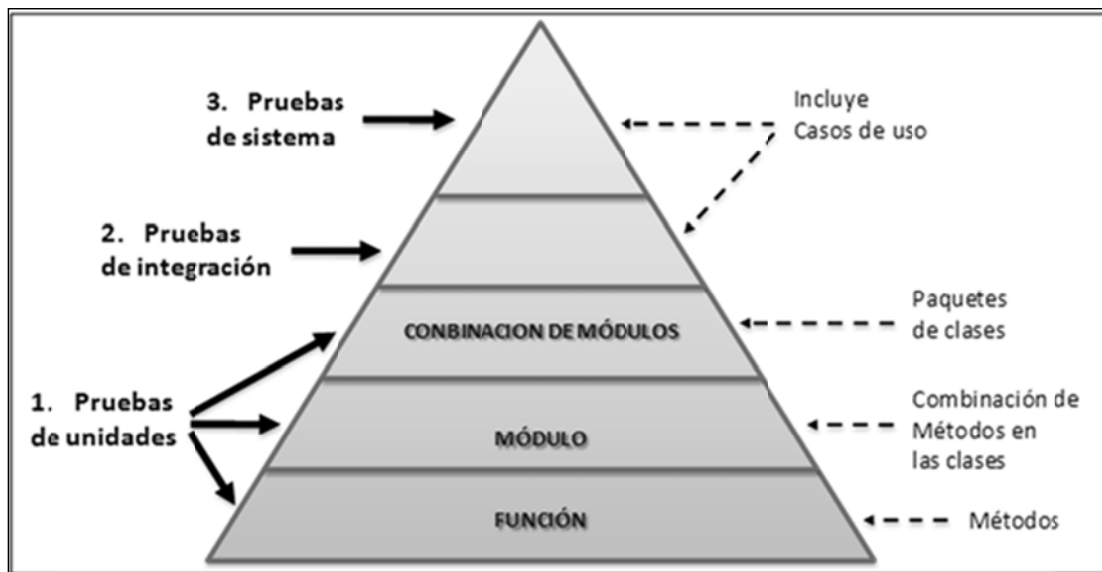 3. Pruebas
de sistema
Incluye
Casos de uso
2. Pruebas
de integración
Paquetes
de clases
CONBINACION DE MÓDULOS
1. Pruebas
de unidades
Combinación de
Métodos en
las clases
MÓDULO
FUNCIÓN
Métodos